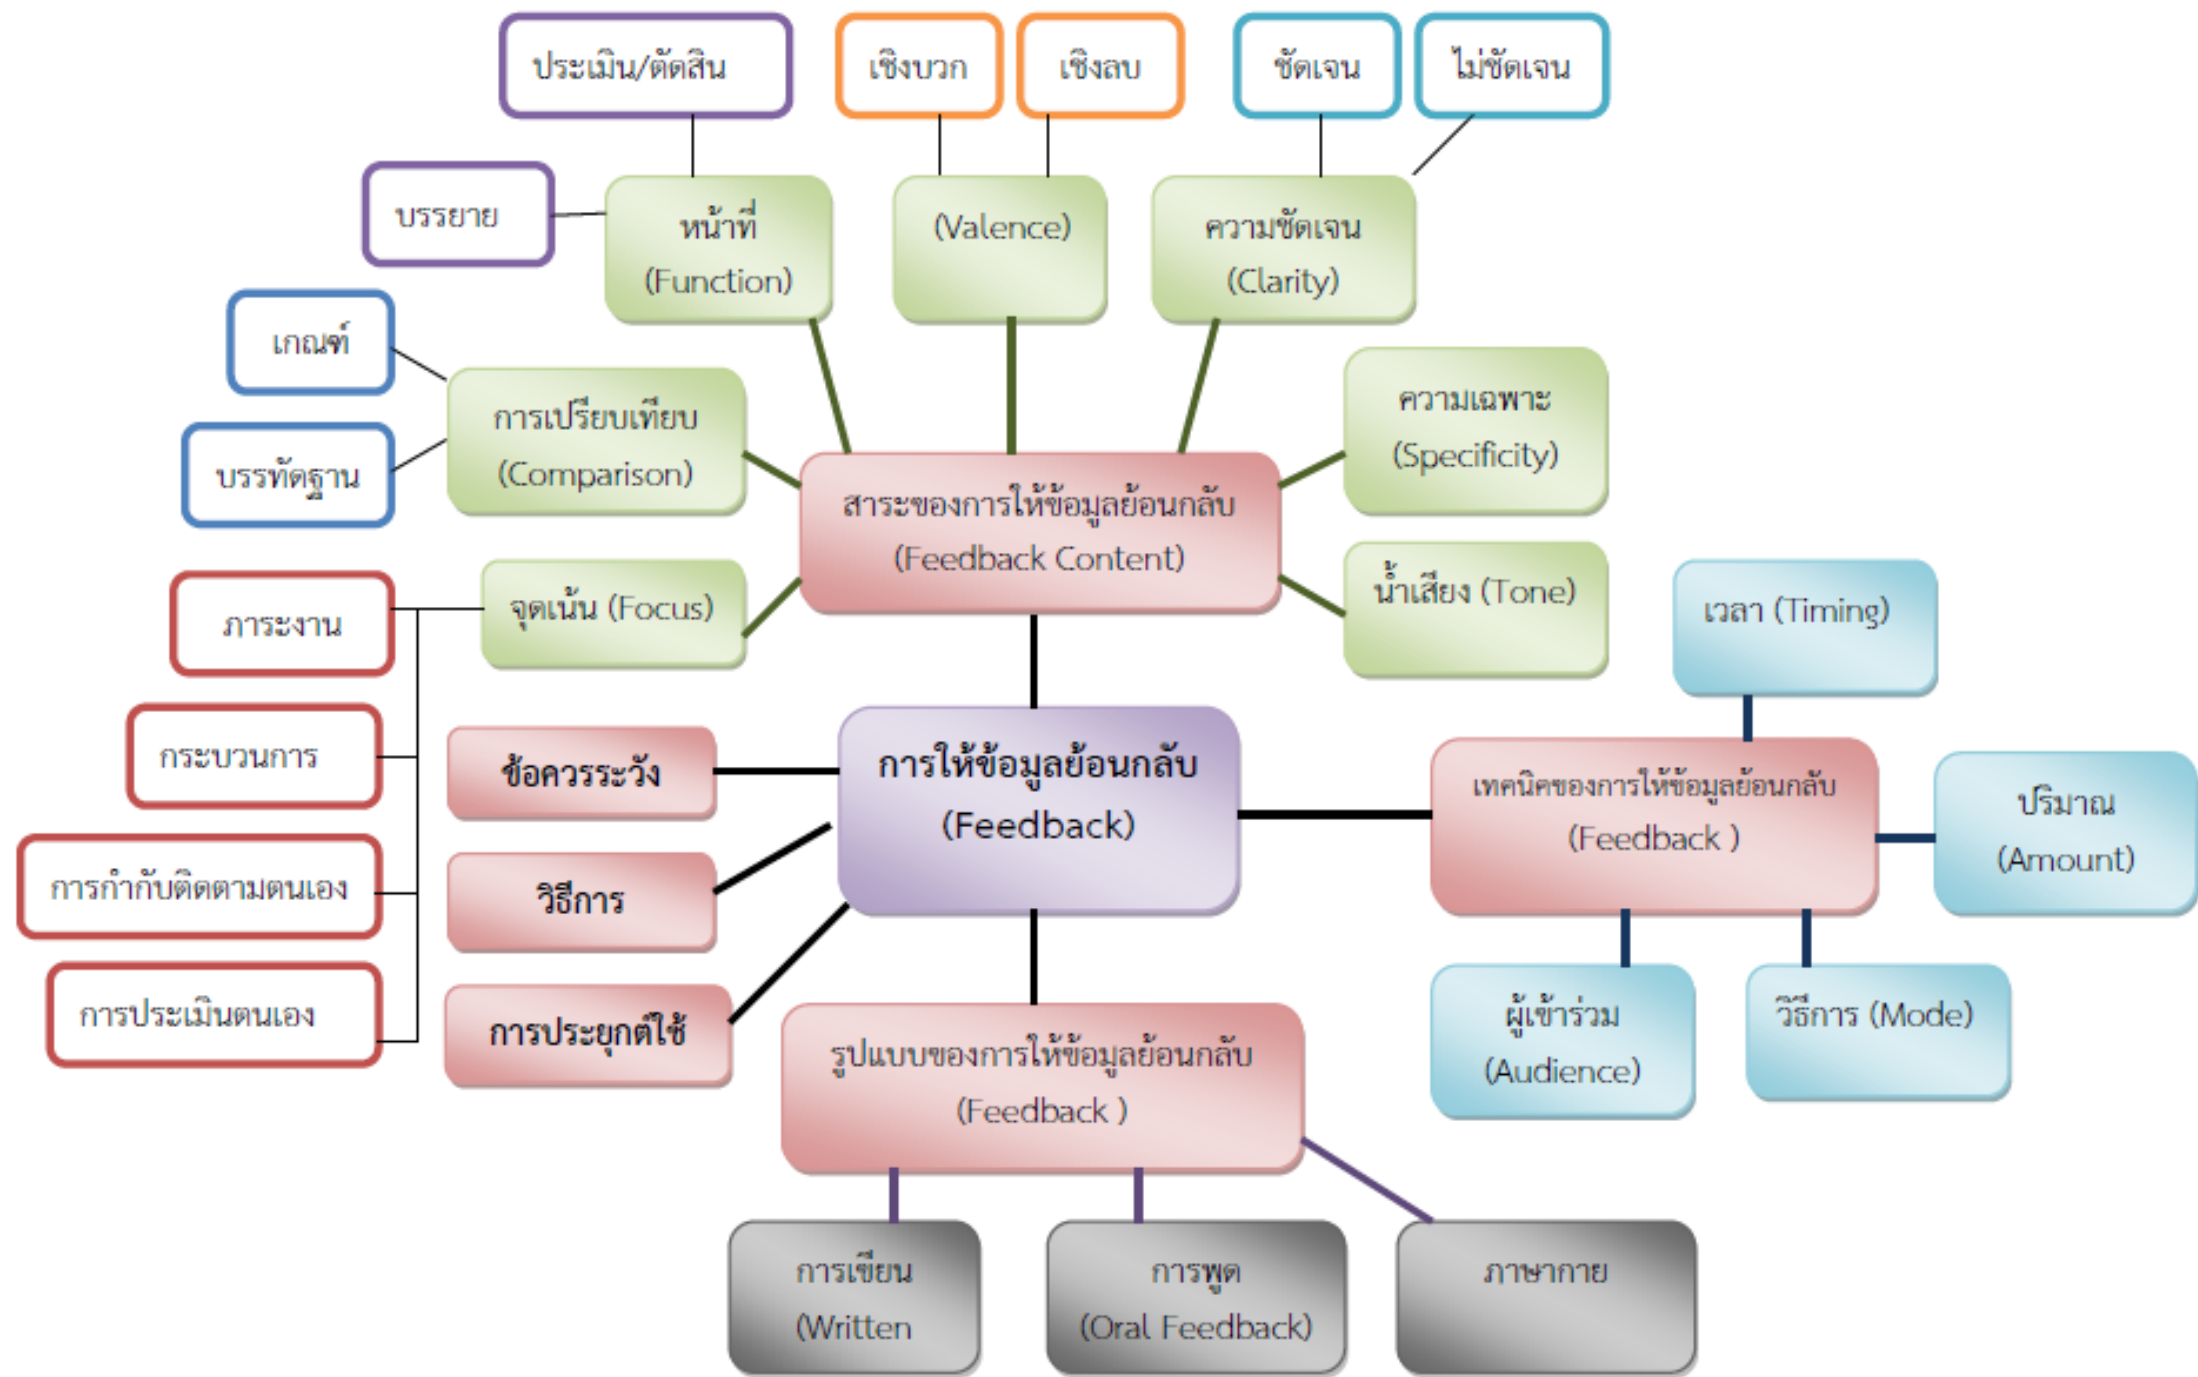 ประเมิน/ตัดสิน
เชิงบวก
เชิงลบ
ชัดเจน
ไม่ชัดเจน
บรรยาย
หน้าที่
(Function)
(Valence)
ความชัดเจน
(Clarity)
เกณฑ์
บรรทัดฐาน
การเปรียบเทียบ
(Comparison)
ความเฉพาะ
(Specificity)
สาระของการให้ข้อมูลย้อนกลับ
(Feedback Content)
น้ำเสียง (Tone)
จุดเน้น (Focus)
ภาระงาน
กระบวนการ
การกำกับติดตามตนเอง
การประเมินตนเอง
ข้อควรระวัง
วิธีการ
การประยุกต์ใช้
การให้ข้อมูลย้อนกลับ
(Feedback)
เวลา (Timing)
เทคนิคของการให้ข้อมูลย้อนกลับ
(Feedback )
ปริมาณ
(Amount)
ผู้เข้าร่วม
(Audience)
วิธีการ (Mode)
รูปแบบของการให้ข้อมูลย้อนกลับ
(Feedback )
การเขียน
(Written
การพูด
(Oral Feedback)
ภาษากาย